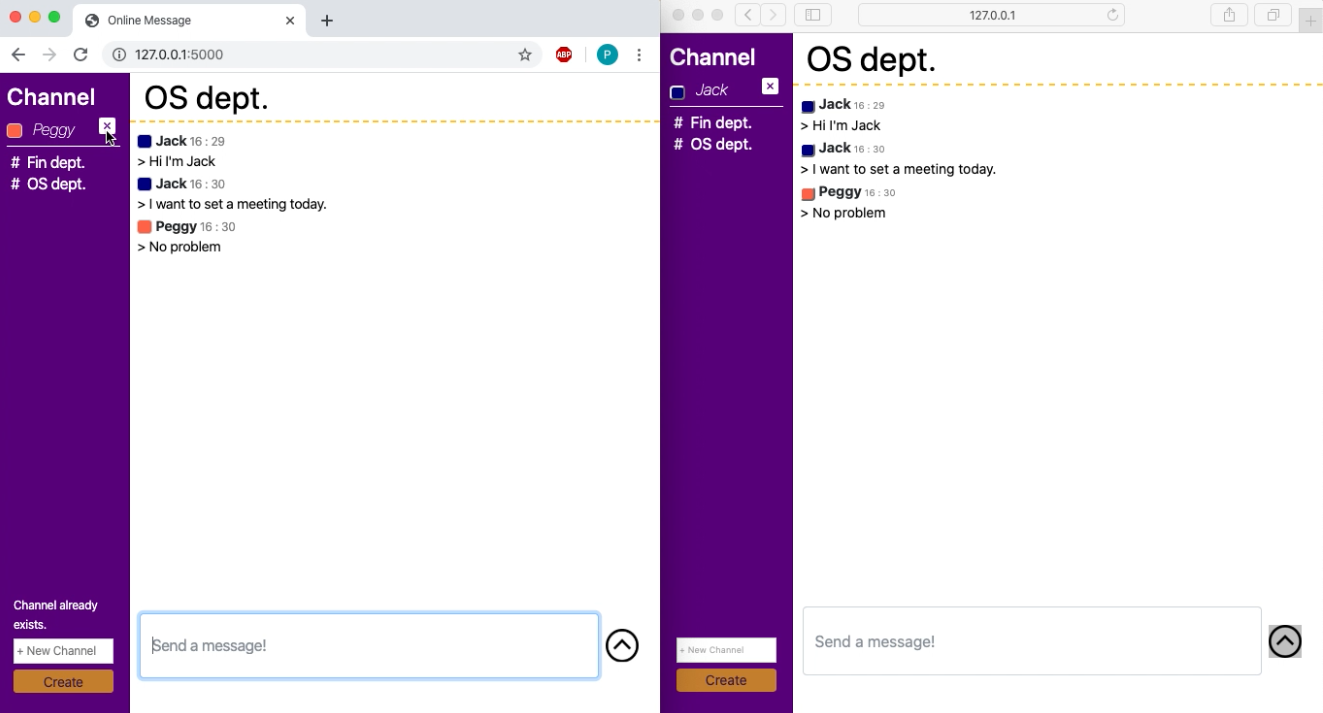 Online Message
127.0.0.1:5000
ABP
P
Channel
Peggy
# Fin dept.
# OS dept.
Channel already
exists.
+ New Channel
Create
OS dept.
Jack 16 : 29
> Hi I'm Jack
Jack 16 : 30
> I want to set a meeting today.
Peggy 16 : 30
> No problem
Send a message!
127.0.0.1
Channel
Jack
# Fin dept.
# OS dept.
+ New Channel
Create
OS dept.
Jack 16 : 29
> Hi I'm Jack
Jack 16 : 30
> I want to set a meeting today.
Peggy 16 : 30
> No problem
Send a message!